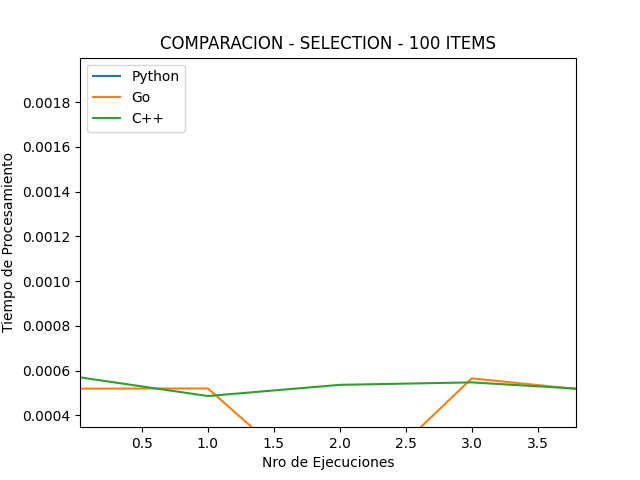 COMPARACION - SELECTION - 100 ITEMS
Python
Go
C++
Tiempo de Procesamiento
0.0018
0.0016
0.0014
0.0012
0.0010
0.0008
0.0006
0.0004
0.5 1.0 1.5 2.0 2.5 3.0 3.5
Nro de Ejecuciones